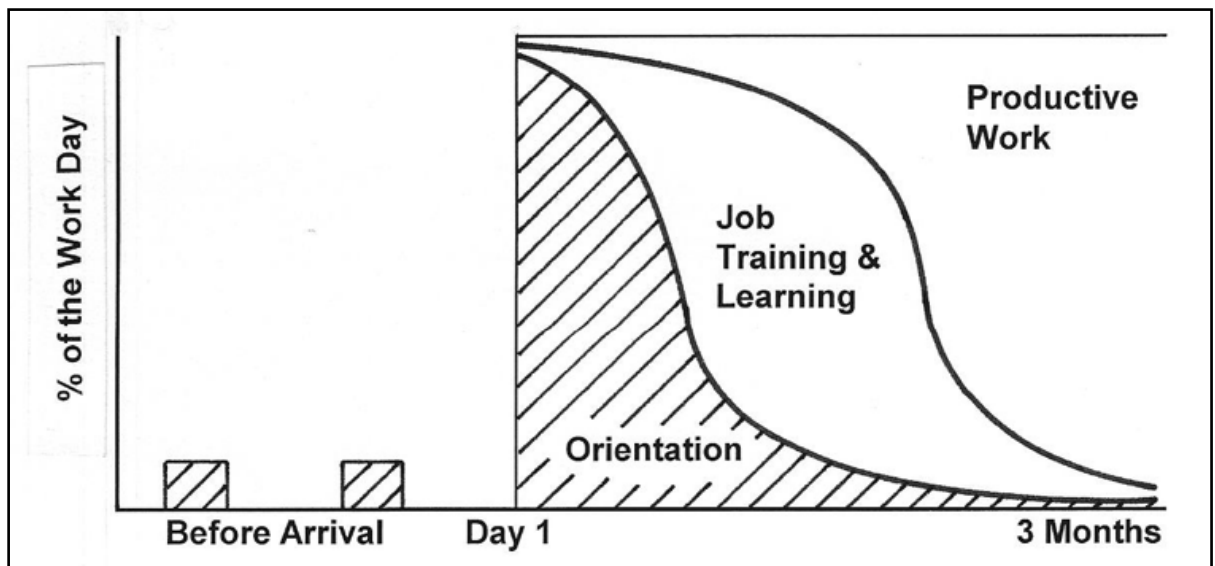 % of the Work Day
Productive
Work
Job
Training &
Learning
Orientation
Before Arrival
Day 1
3 Months